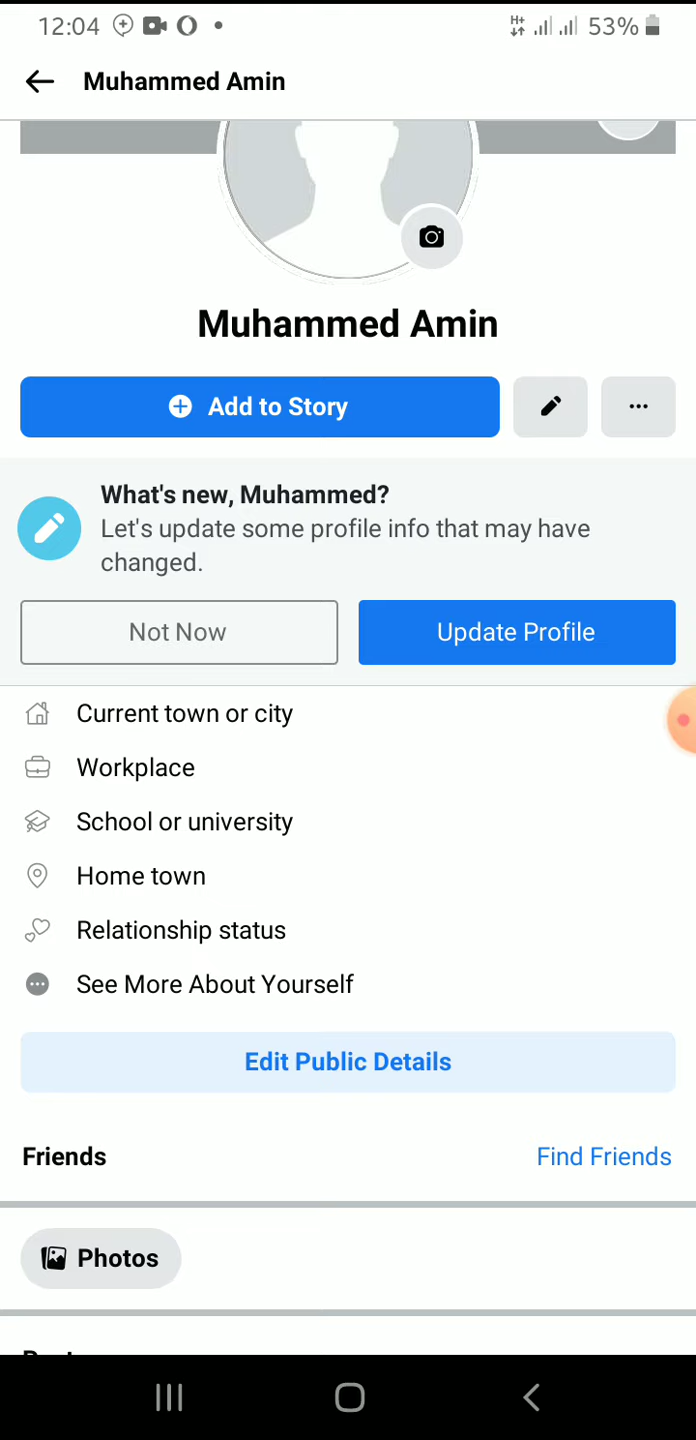 12:04
53%
Muhammed Amin
Muhammed Amin
Add to Story
What's new, Muhammed?
Let's update some profile info that may have
changed.
Not Now
Update Profile
Current town or city
Workplace
School or university
Home town
Relationship status
See More About Yourself
Edit Public Details
Friends
Find Friends
Photos